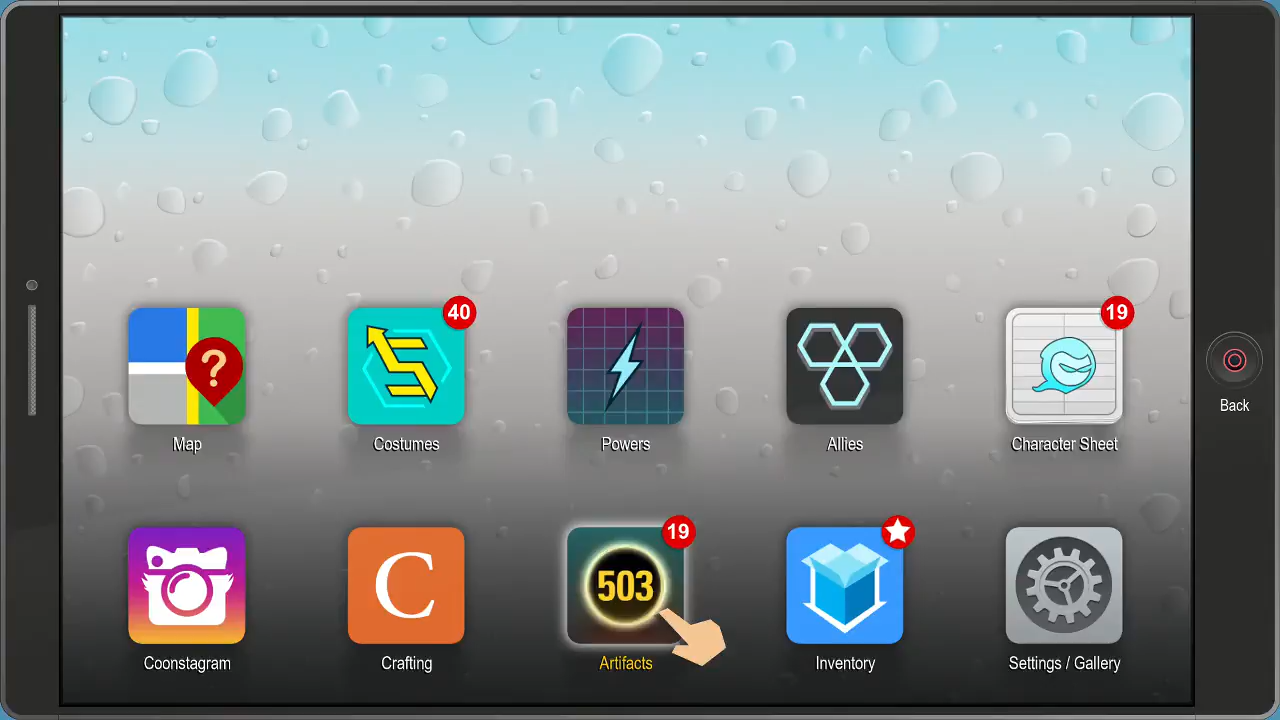 40
19
?
Map
Costumes
Powers
Allies
Character Sheet
Back
19
C
503
Coonstagram
Crafting
Artifacts
Inventory
Settings / Gallery